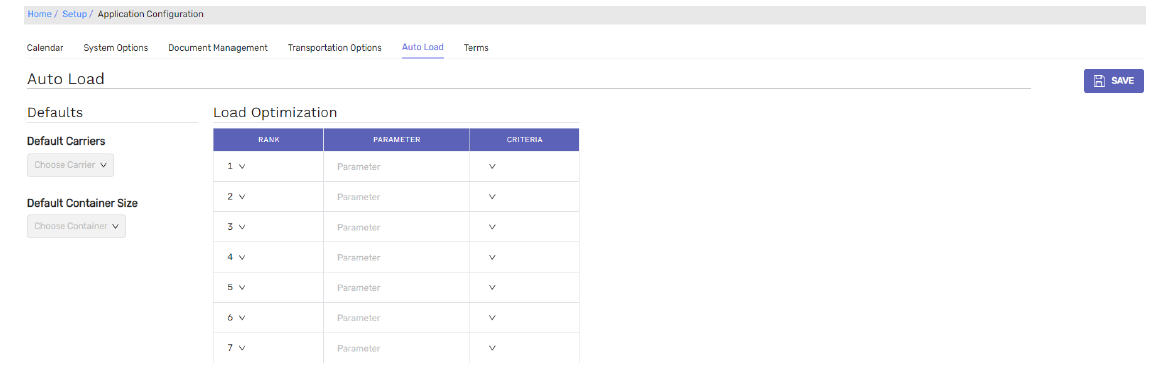 Home / Setup / Application Configuration
Calendar System Options Document Management Transportation Options Auto Load Terms
Auto Load
SAVE
Defaults
Default Carriers
Choose Carrier
Default Container Size
Choose Container
Load Optimization
RANK PARAMETER CRITERIA
1 Parameter
2 Parameter
3 Parameter
4 Parameter
5 Parameter
6 Parameter
7 Parameter